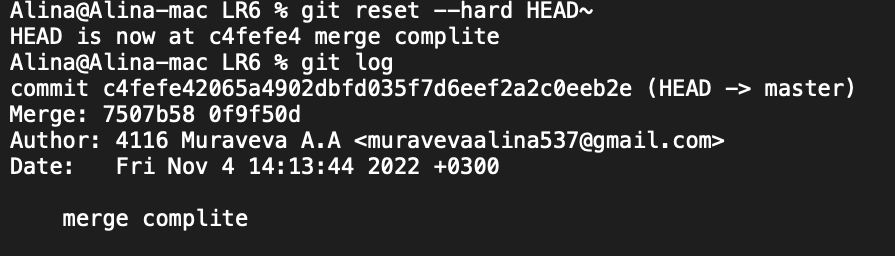 Alina@Alina-mac LR6 % git reset --hard HEAD~
HEAD is now at c4fefe4 merge complite
Alina@Alina-mac LR6 % git log
commit c4fefe42065a4902dbfd035f7d6eef2a2c0eeb2e (HEAD -> master)
Merge: 7507b58 0f9f50d
Author: 4116 Muraveva A.A <muravevaalina537@gmail.com>
Date:   Fri Nov 4 14:13:44 2022 +0300
    merge complite